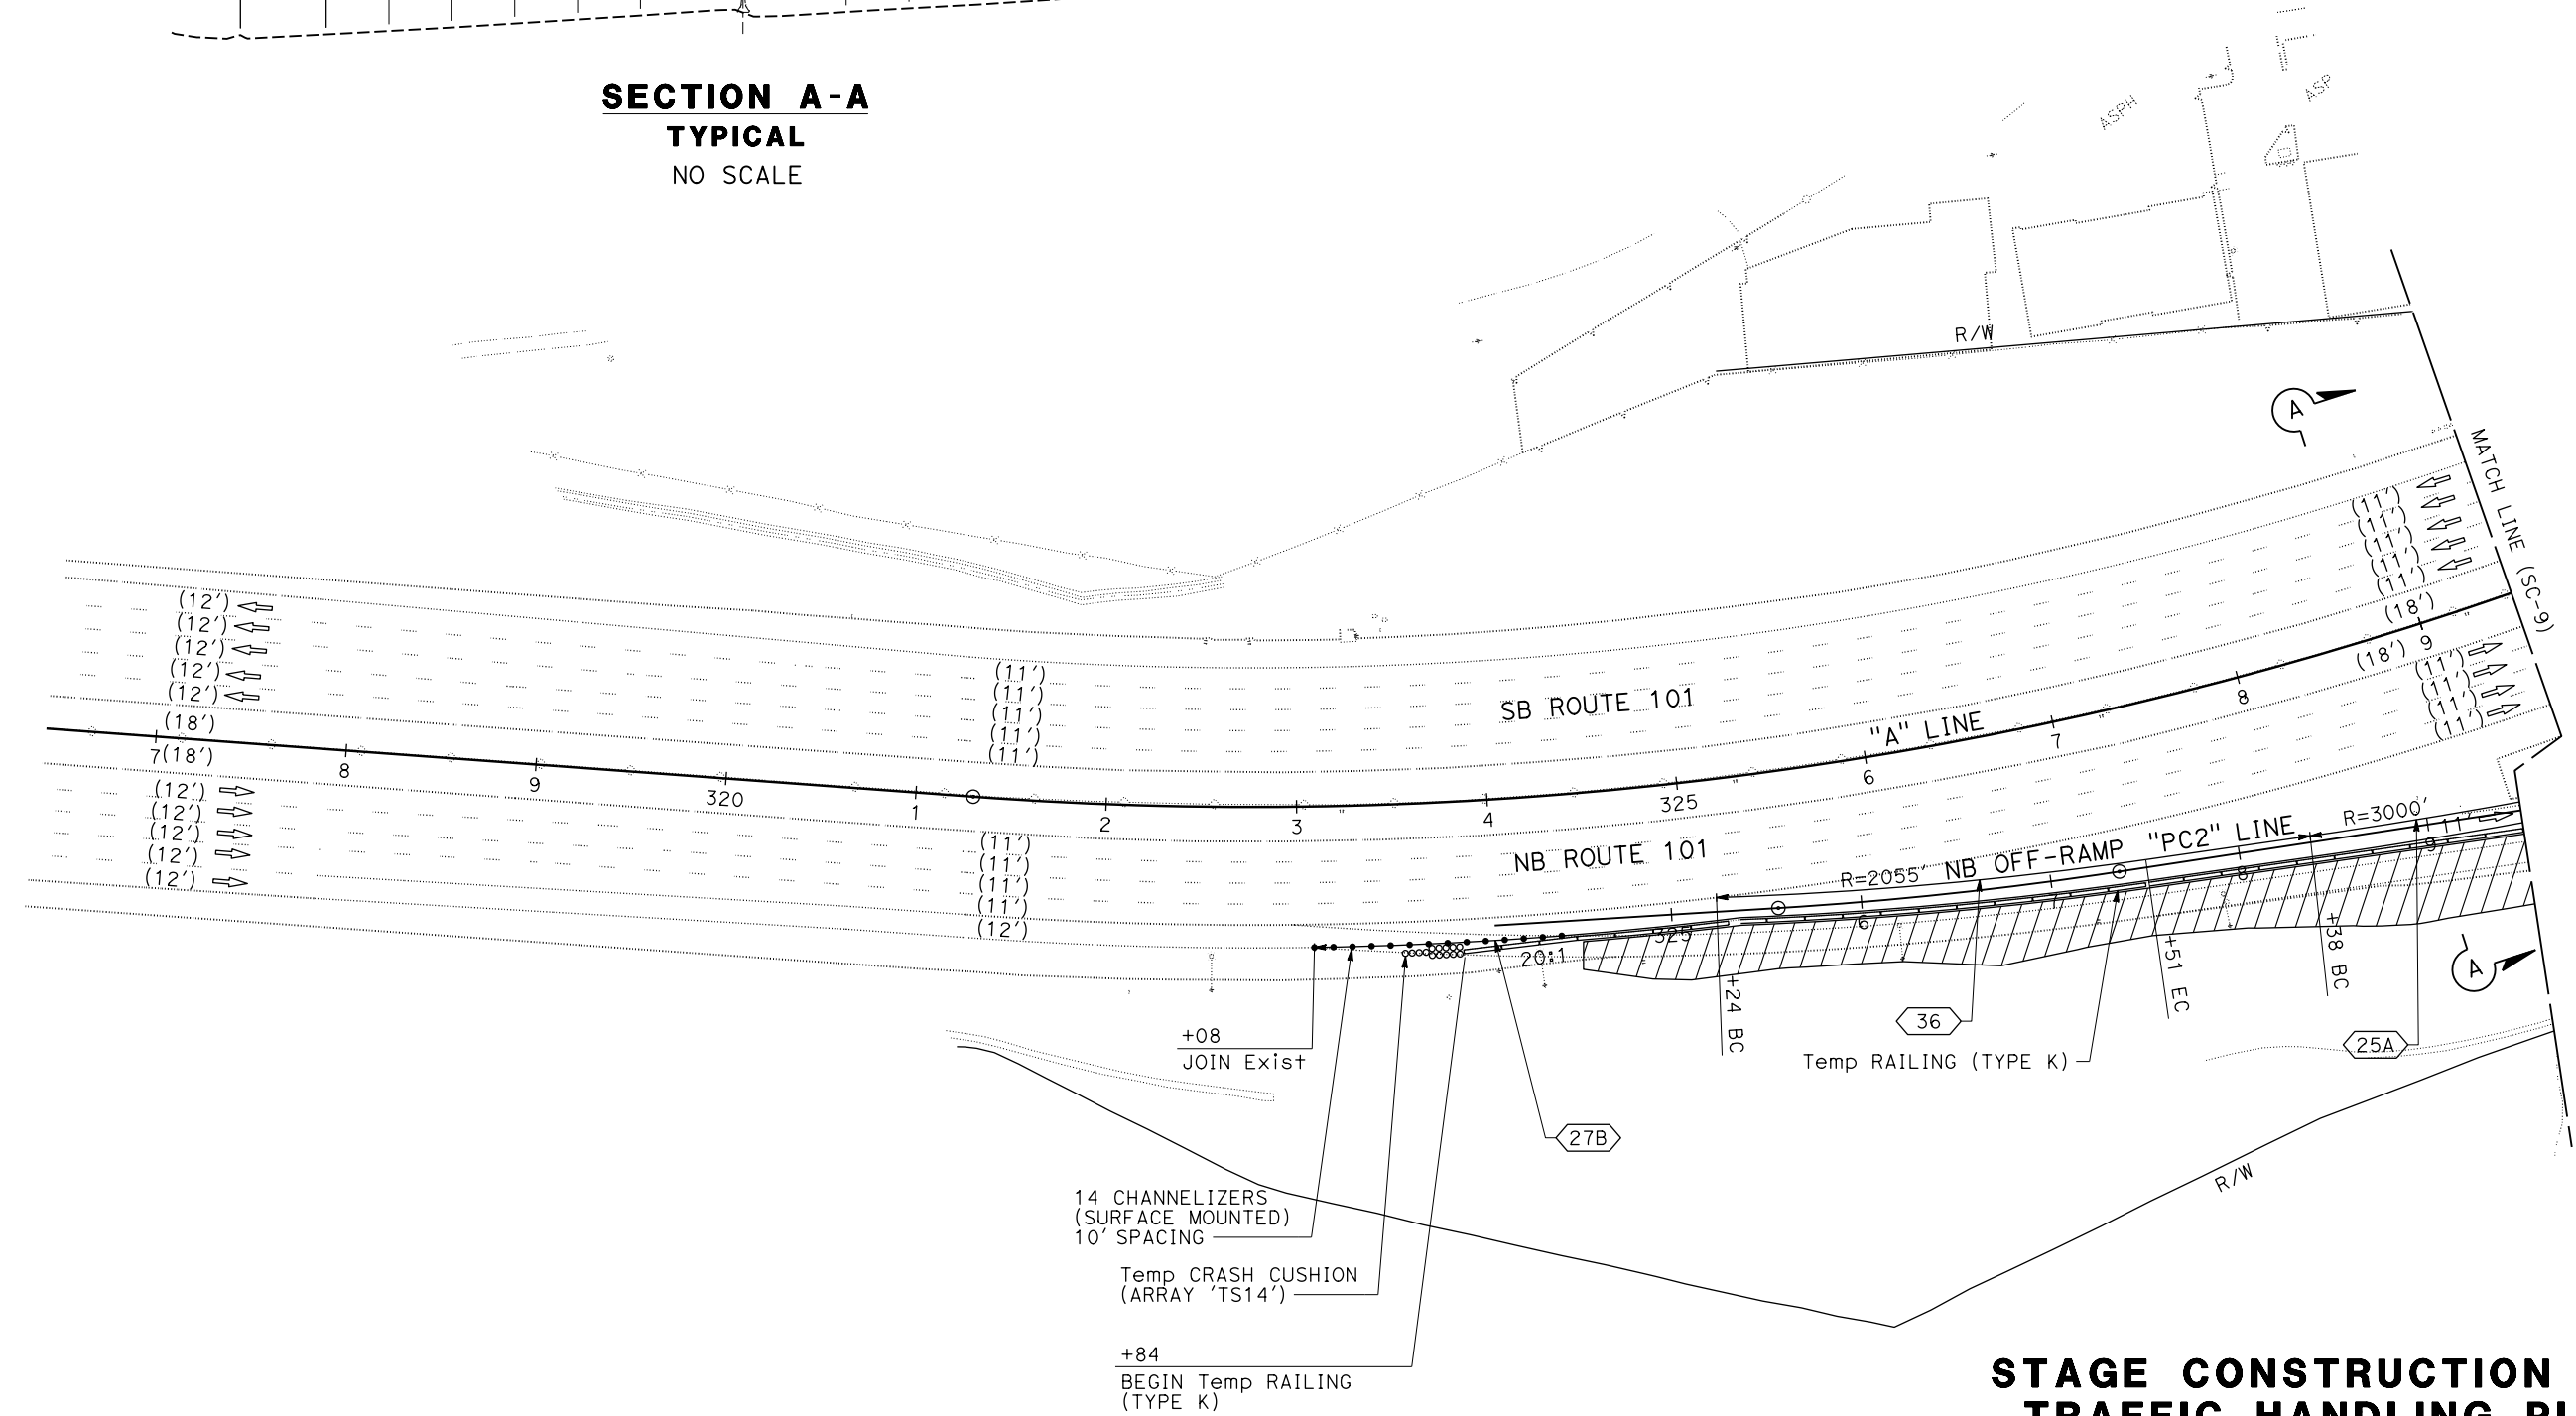 SECTION A-A
TYPICAL
NO SCALE
ASPH
ASP
R/W
A
MATCH LINE (SC-9)
(11')
(11')
(11')
(11')
(11')
(18')
9
(18')
(11')
(11')
(11')
(11')
(12')
(12')
(12')
(12')
(12')
(18')
7(18')
8
9
320
1
2
3
4
325
6
7
8
(12')
(12')
(12')
(12')
(12')
(11')
(11')
(11')
(11')
(11')
SB ROUTE 101
"A" LINE
(11')
(11')
(11')
(11')
(12')
NB ROUTE 101
R=2055' NB OFF-RAMP "PC2" LINE
R=3000'
11'
325
6
7
8
9
20:1
+24 BC
+51 EC
+38 BC
A
+08
JOIN Exist
36
Temp RAILING (TYPE K)
25A
27B
14 CHANNELIZERS
(SURFACE MOUNTED)
10' SPACING
Temp CRASH CUSHION
(ARRAY 'TS14')
R/W
+84
BEGIN Temp RAILING
(TYPE K)
STAGE CONSTRUCTION
TRAFFIC HANDLING